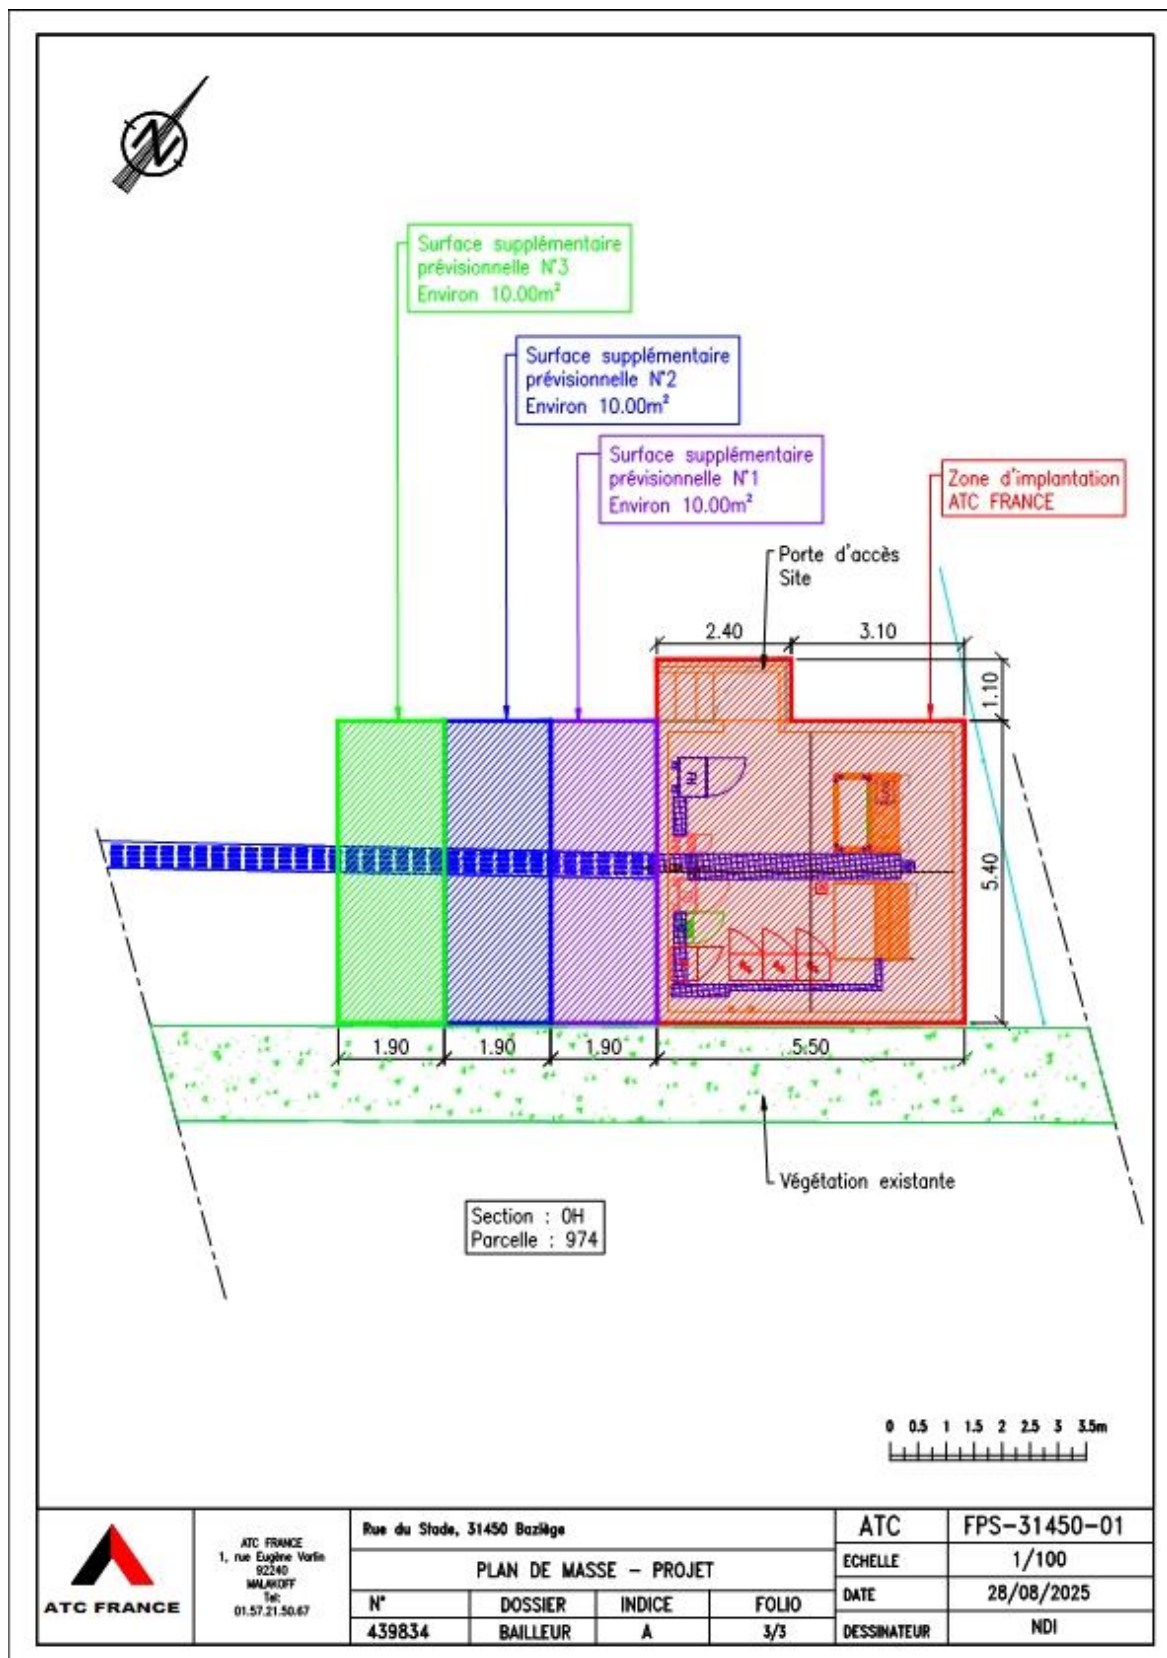 N
Surface supplémentaire
prévisionnelle N°3
Environ 10.00m²
Surface supplémentaire
prévisionnelle N°2
Environ 10.00m²
Surface supplémentaire
prévisionnelle N°1
Environ 10.00m²
Zone d'implantation
ATC FRANCE
Porte d'accès
Site
2.40
3.10
1.10
5.40
1.90
1.90
1.90
5.50
Végétation existante
Section : 0H
Parcelle : 974
0 0.5 1 1.5 2 2.5 3 3.5m
ATC FRANCE
ATC FRANCE
1, rue Eugène Varlin
92240
MALAKOFF
Tel:
01.57.21.50.67
Rue du Stade, 31450 Baziège
PLAN DE MASSE - PROJET
N° DOSSIER INDICE FOLIO
439834 BAILLEUR A 3/3
ATC FPS-31450-01
ECHELLE 1/100
DATE 28/08/2025
DESSINATEUR NDI